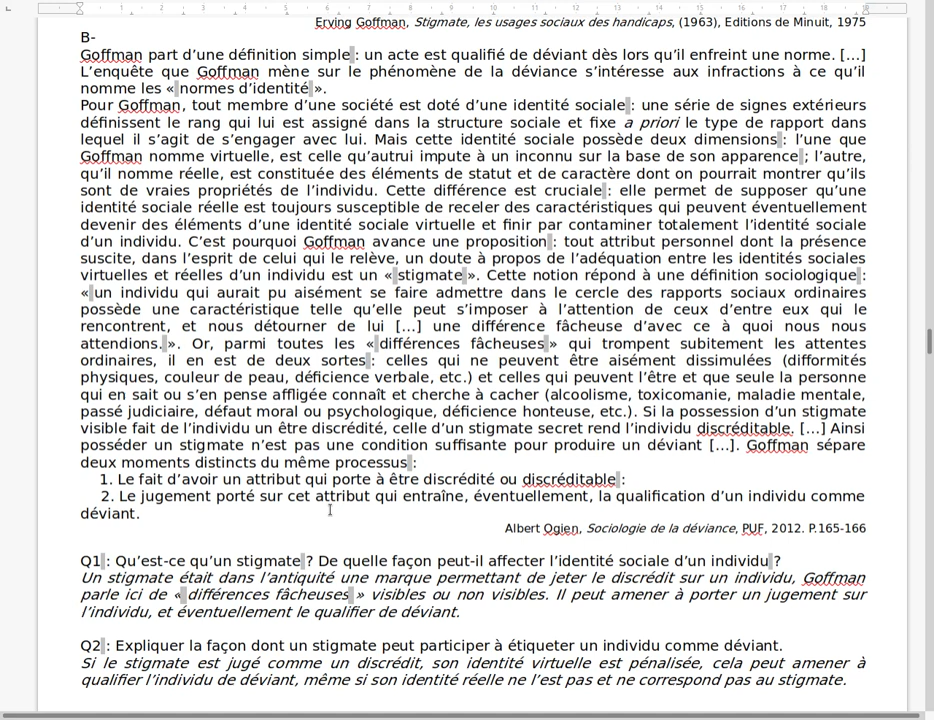 Erving Goffman, Stigmate, les usages sociaux des handicaps, (1963), Editions de Minuit, 1975
B-
Goffman part d’une définition simple : un acte est qualifié de déviant dès lors qu’il enfreint une norme. [...]
L’enquête que Goffman mène sur le phénomène de la déviance s’intéresse aux infractions à ce qu’il
nomme les « normes d’identité ».
Pour Goffman, tout membre d’une société est doté d’une identité sociale : une série de signes extérieurs
définissent le rang qui lui est assigné dans la structure sociale et fixe a priori le type de rapport dans
lequel il s’agit de s’engager avec lui. Mais cette identité sociale possède deux dimensions : l’une que
Goffman nomme virtuelle, est celle qu’autrui impute à un inconnu sur la base de son apparence ; l’autre,
qu’il nomme réelle, est constituée des éléments de statut et de caractère dont on pourrait montrer qu’ils
sont de vraies propriétés de l’individu. Cette différence est cruciale : elle permet de supposer qu’une
identité sociale réelle est toujours susceptible de receler des caractéristiques qui peuvent éventuellement
devenir des éléments d’une identité sociale virtuelle et finir par contaminer totalement l’identité sociale
d’un individu. C’est pourquoi Goffman avance une proposition : tout attribut personnel dont la présence
suscite, dans l’esprit de celui qui le relève, un doute à propos de l’adéquation entre les identités sociales
virtuelles et réelles d’un individu est un « stigmate ». Cette notion répond à une définition sociologique :
« un individu qui aurait pu aisément se faire admettre dans le cercle des rapports sociaux ordinaires
possède une caractéristique telle qu’elle peut s’imposer à l’attention de ceux d’entre eux qui le
rencontrent, et nous détourner de lui [...] une différence fâcheuse d’avec ce à quoi nous nous
attendions. ». Or, parmi toutes les « différences fâcheuses » qui trompent subitement les attentes
ordinaires, il en est de deux sortes : celles qui ne peuvent être aisément dissimulées (difformités
physiques, couleur de peau, déficience verbale, etc.) et celles qui peuvent l’être et que seule la personne
qui en sait ou s’en pense affligée connaît et cherche à cacher (alcoolisme, toxicomanie, maladie mentale,
passé judiciaire, défaut moral ou psychologique, déficience honteuse, etc.). Si la possession d’un stigmate
visible fait de l’individu un être discrédité, celle d’un stigmate secret rend l’individu discréditable. [...] Ainsi
posséder un stigmate n’est pas une condition suffisante pour produire un déviant [...]. Goffman sépare
deux moments distincts du même processus :
1. Le fait d’avoir un attribut qui porte à être discrédité ou discréditable :
2. Le jugement porté sur cet attribut qui entraîne, éventuellement, la qualification d’un individu comme
déviant.
Albert Ogien, Sociologie de la déviance, PUF, 2012. P.165-166
Q1 : Qu’est-ce qu’un stigmate ? De quelle façon peut-il affecter l’identité sociale d’un individu ?
Un stigmate était dans l’antiquité une marque permettant de jeter le discrédit sur un individu, Goffman
parle ici de « différences fâcheuses » visibles ou non visibles. Il peut amener à porter un jugement sur
l’individu, et éventuellement le qualifier de déviant.
Q2 : Expliquer la façon dont un stigmate peut participer à étiqueter un individu comme déviant.
Si le stigmate est jugé comme un discrédit, son identité virtuelle est pénalisée, cela peut amener à
qualifier l’individu de déviant, même si son identité réelle ne l’est pas et ne correspond pas au stigmate.